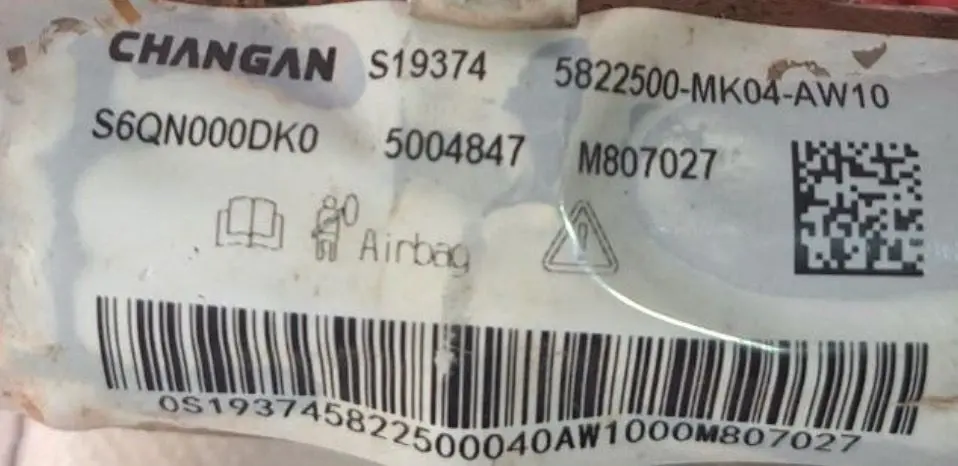 CHANGAN S19374 5822500-MK04-AW10
S6QN000DK0 5004847 M807027
Airbag
0S193745822500040AW1000M807027